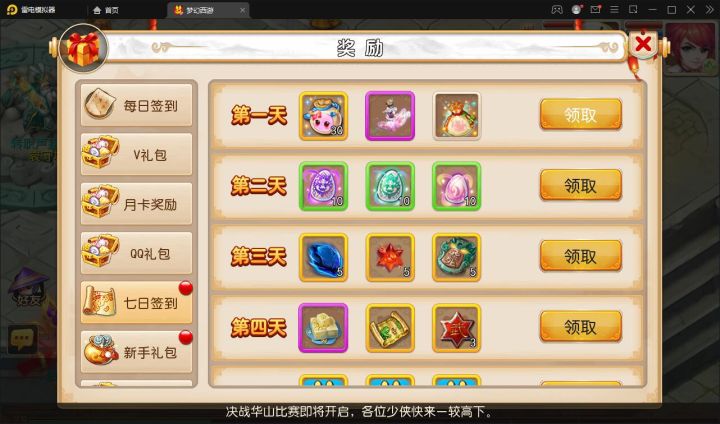 雷电模拟器
首页
梦幻西游
奖励
每日签到
V礼包
月卡奖励
QQ礼包
七日签到
新手礼包
第一天
30
领取
第二天
10
10
10
领取
第三天
5
5
5
领取
第四天
3
领取
好友
决战华山比赛即将开启，各位少侠快来一较高下。